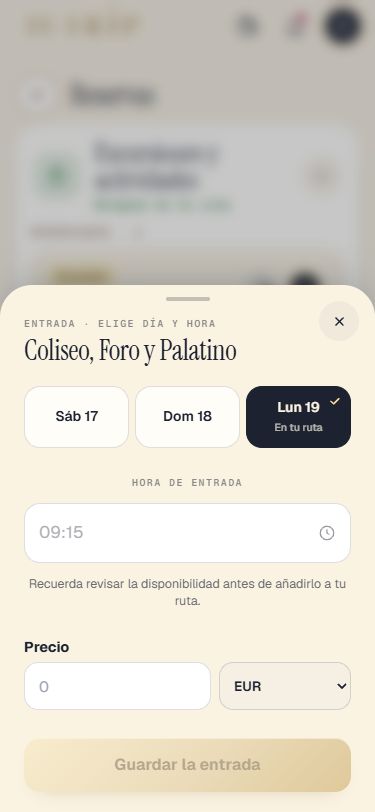 ENTRADA · ELIGE DÍA Y HORA
Coliseo, Foro y Palatino
Sáb 17
Dom 18
Lun 19
En tu ruta
HORA DE ENTRADA
09:15
Recuerda revisar la disponibilidad antes de añadirlo a tu
ruta.
Precio
0
EUR
Guardar la entrada